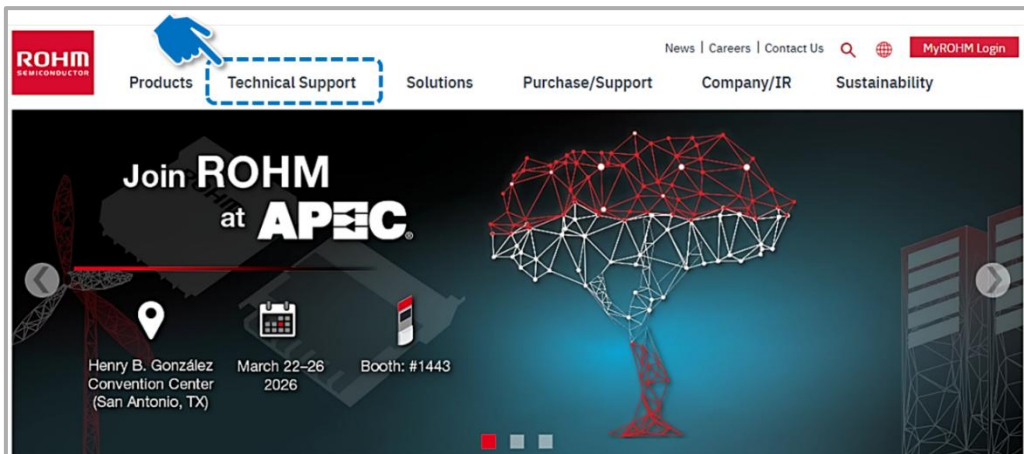 ROHM
SEMICONDUCTOR
News | Careers | Contact Us
MyROHM Login
Products
Technical Support
Solutions
Purchase/Support
Company/IR
Sustainability
Join ROHM
at APEC®
Henry B. González
Convention Center
(San Antonio, TX)
March 22–26
2026
Booth: #1443